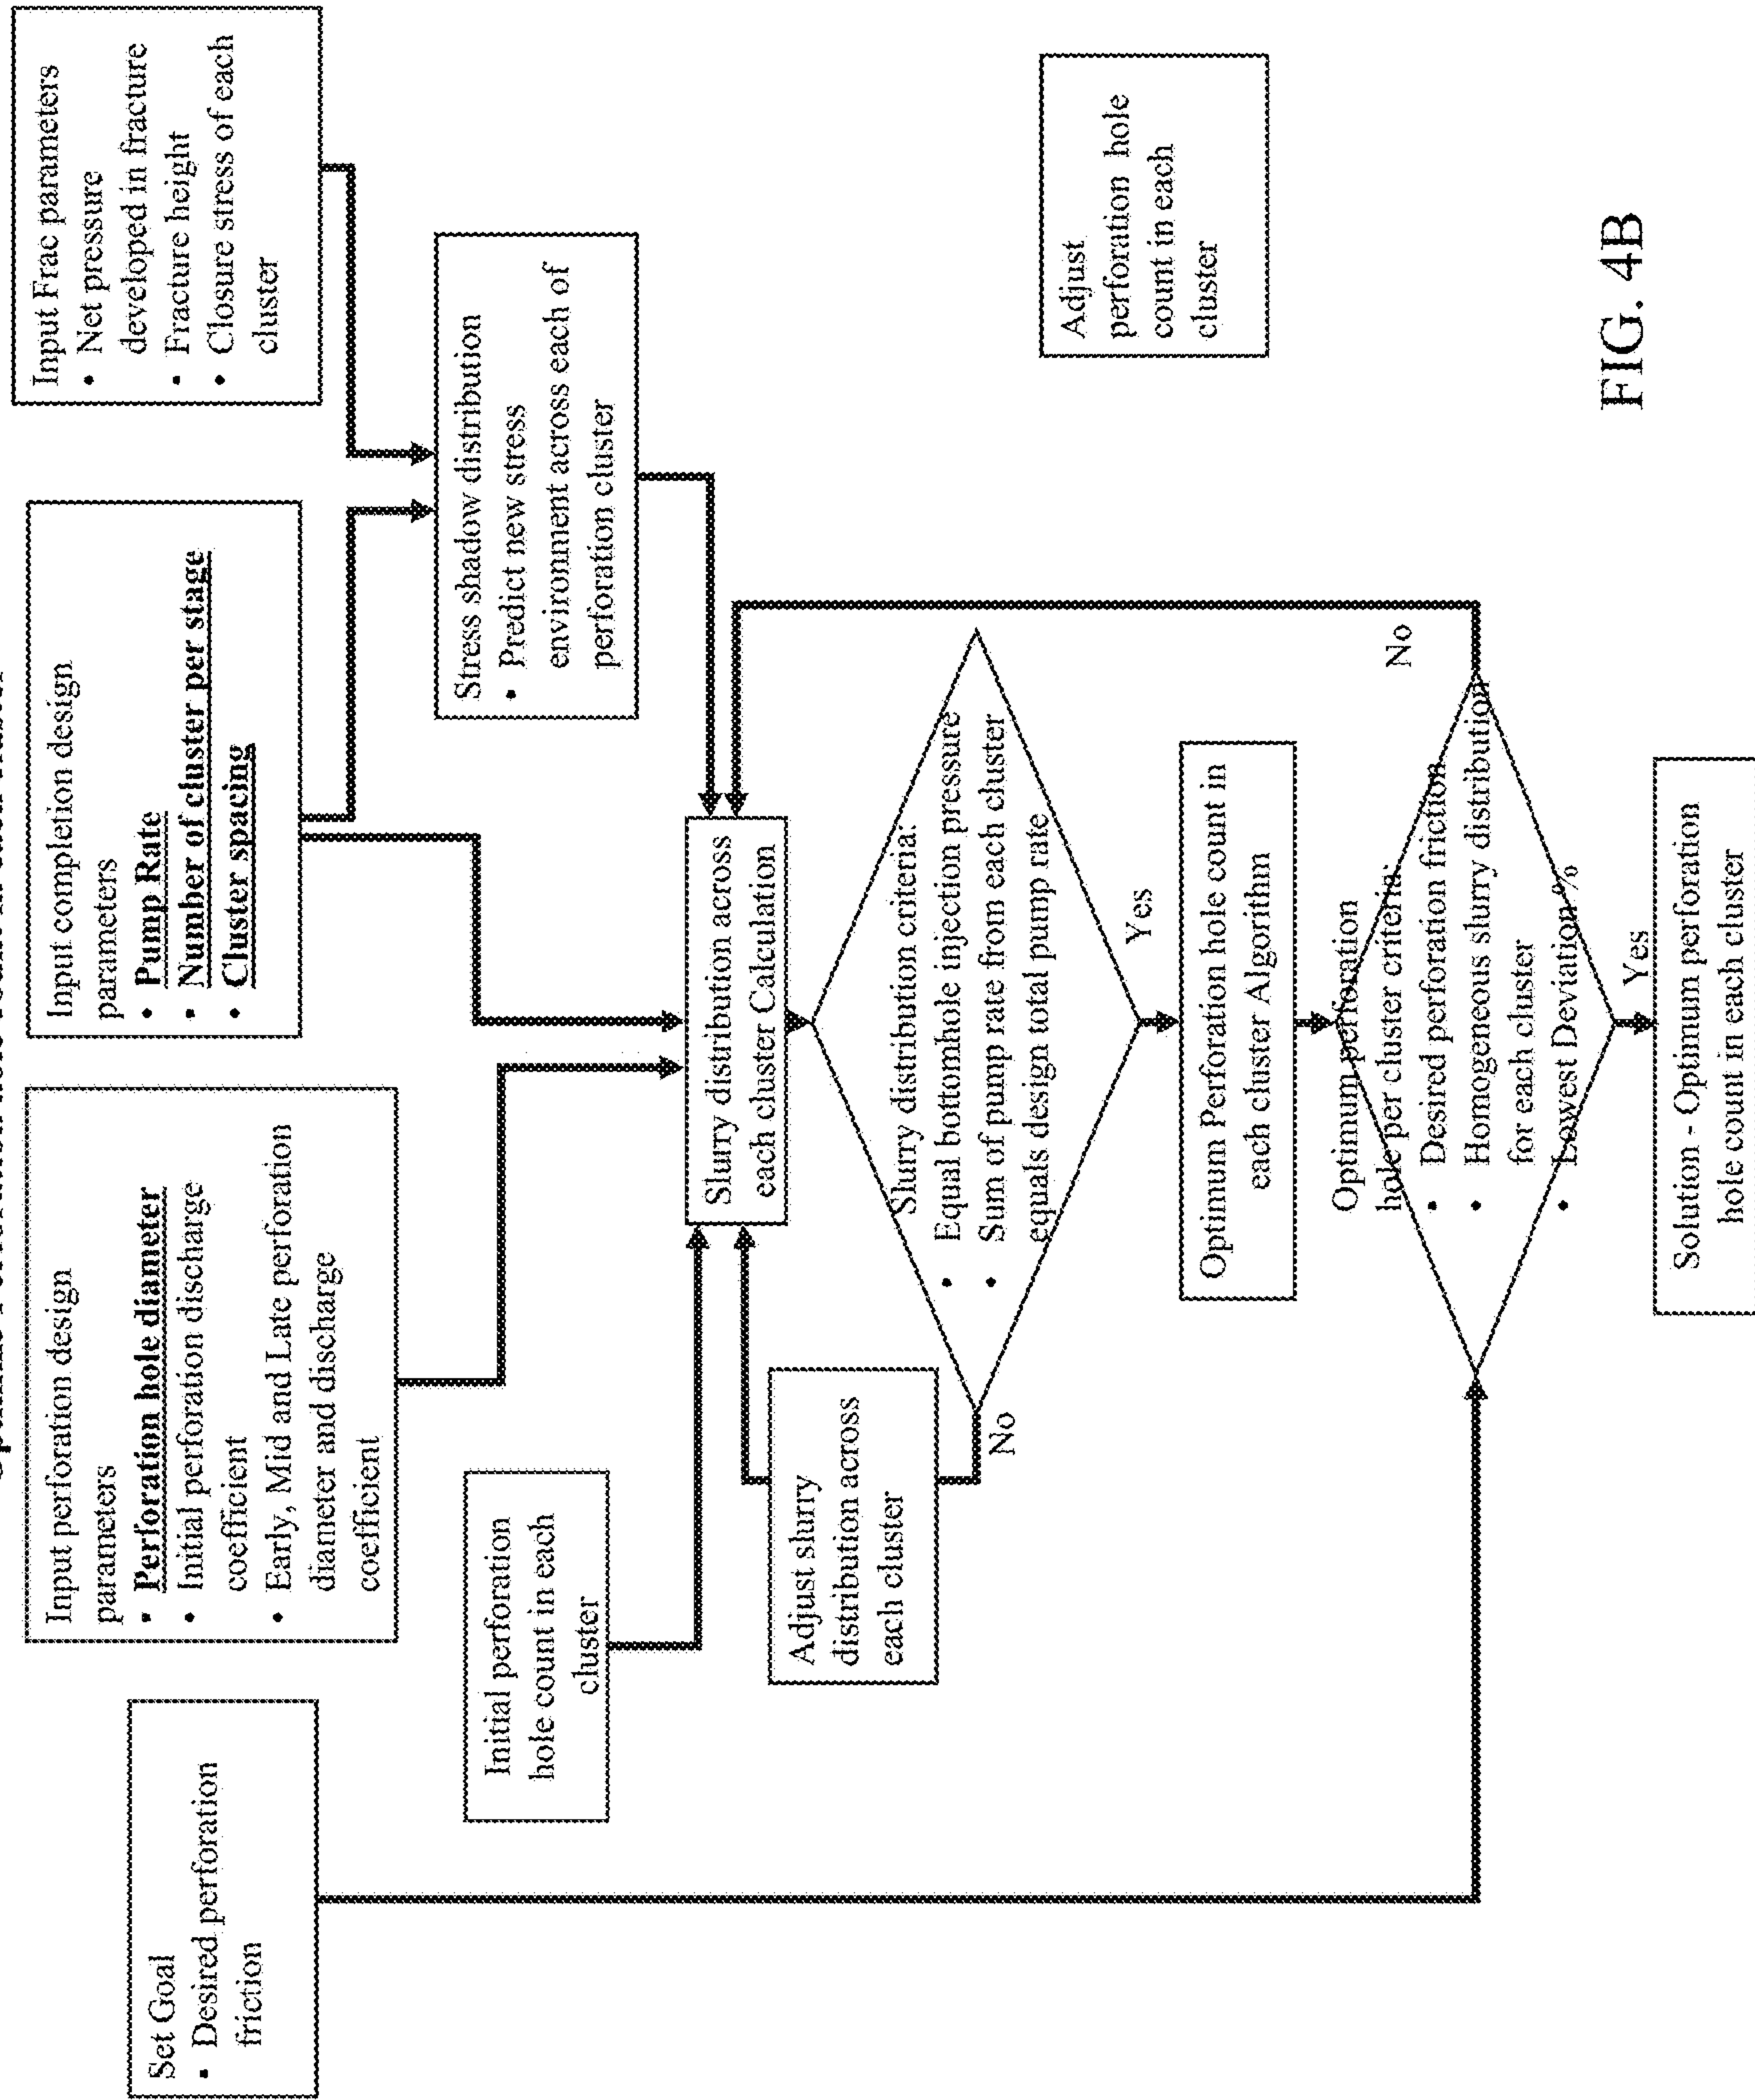 Set Goal
• Desired perforation
friction
Input perforation design
parameters
• Perforation hole diameter
• Initial perforation discharge
coefficient
• Early, Mid and Late perforation
diameter and discharge
coefficient
Input completion design
parameters
• Pump Rate
• Number of cluster per stage
• Cluster spacing
Input Frac parameters
• Net pressure
developed in fracture
• Fracture height
• Closure stress of each
cluster
Initial perforation
hole count in each
cluster
Stress shadow distribution
• Predict new stress
environment across each of
perforation cluster
Slurry distribution across
each cluster Calculation
Adjust slurry
distribution across
each cluster
No
Slurry distribution criteria:
• Equal bottomhole injection pressure
• Sum of pump rate from each cluster
equals design total pump rate
Yes
Adjust
perforation hole
count in each
cluster
Optimum Perforation hole count in
each cluster Algorithm
Optimum perforation
hole per cluster criteria:
• Desired perforation friction
• Homogeneous slurry distribution
for each cluster
• Lowest Deviation %
No
Yes
Solution - Optimum perforation
hole count in each cluster
FIG. 4B